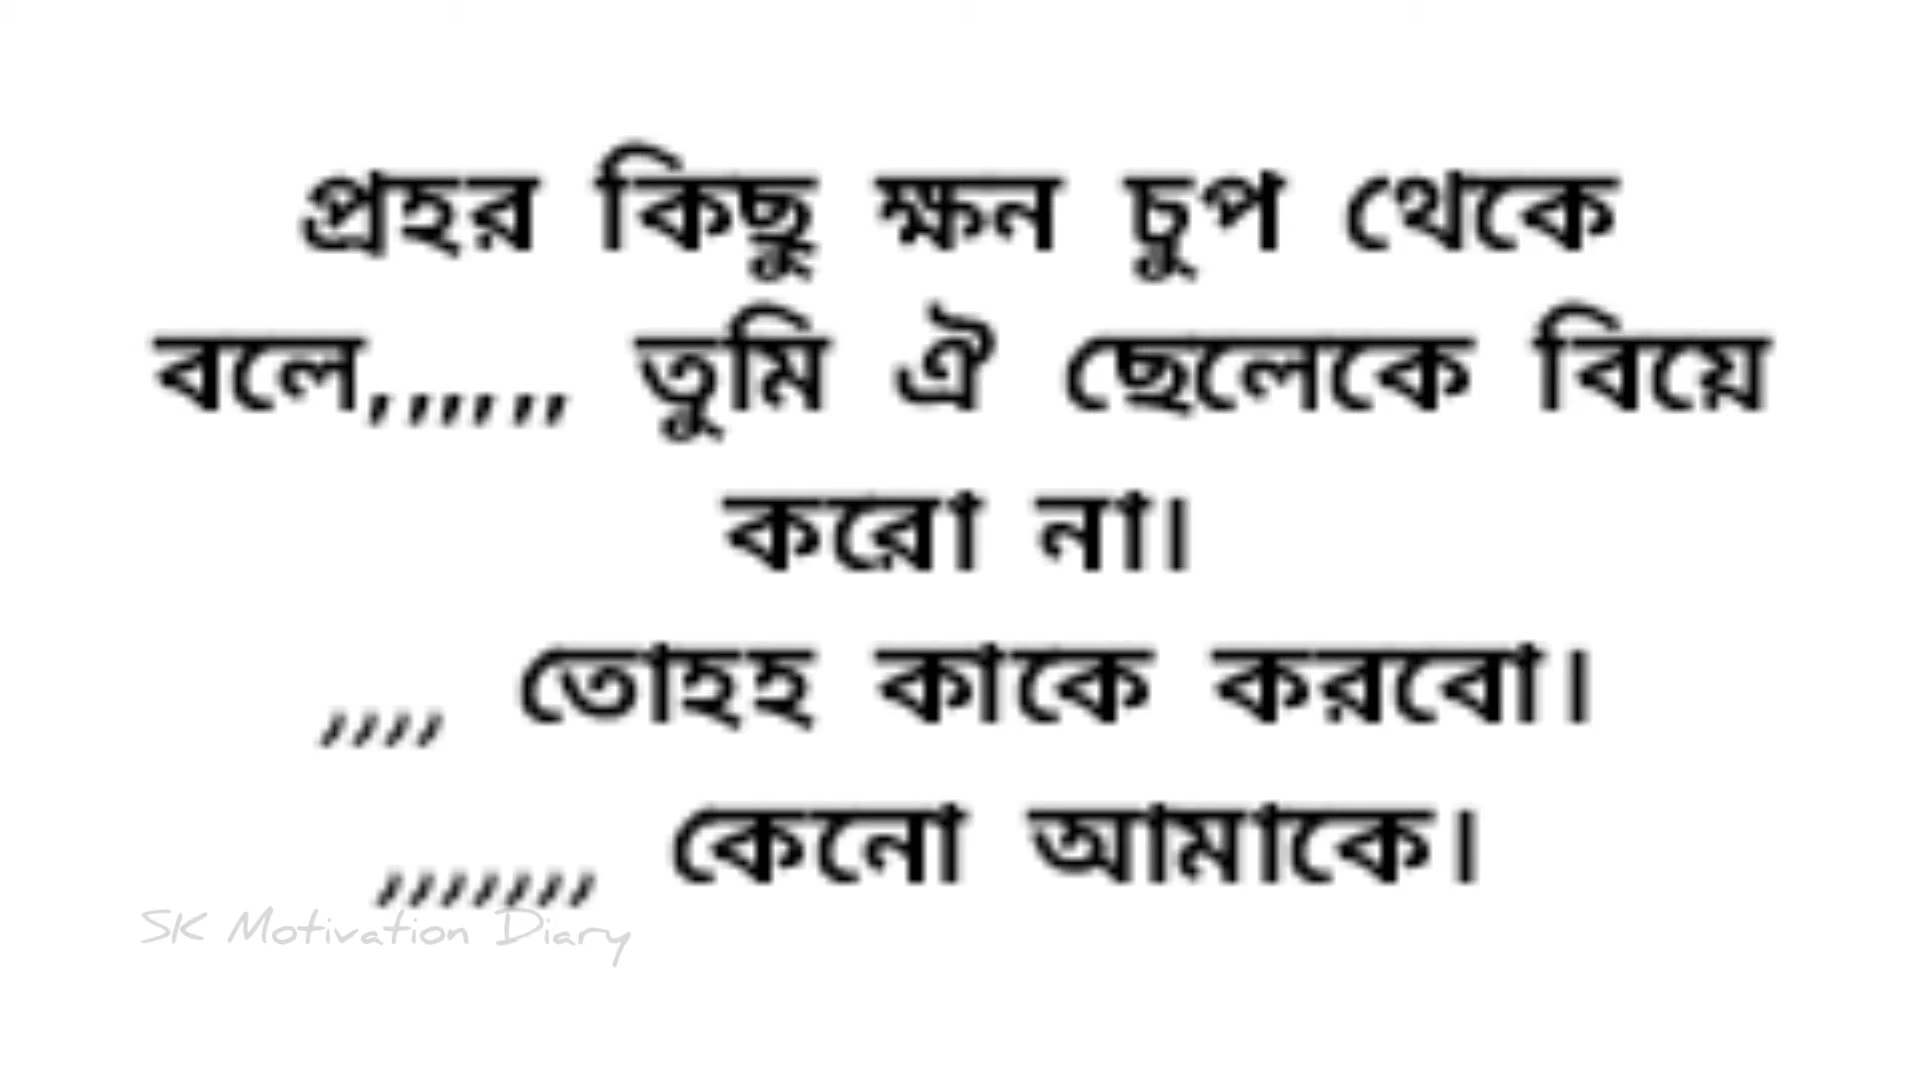 প্রহর কিছু ক্ষন চুপ থেকে
বলে,,,,,, তুমি ঐ ছেলেকে বিয়ে
করো না।
,,,, তোহহ কাকে করবো।
,,,,,,, কেনো আমাকে।
SK Motivation Diary